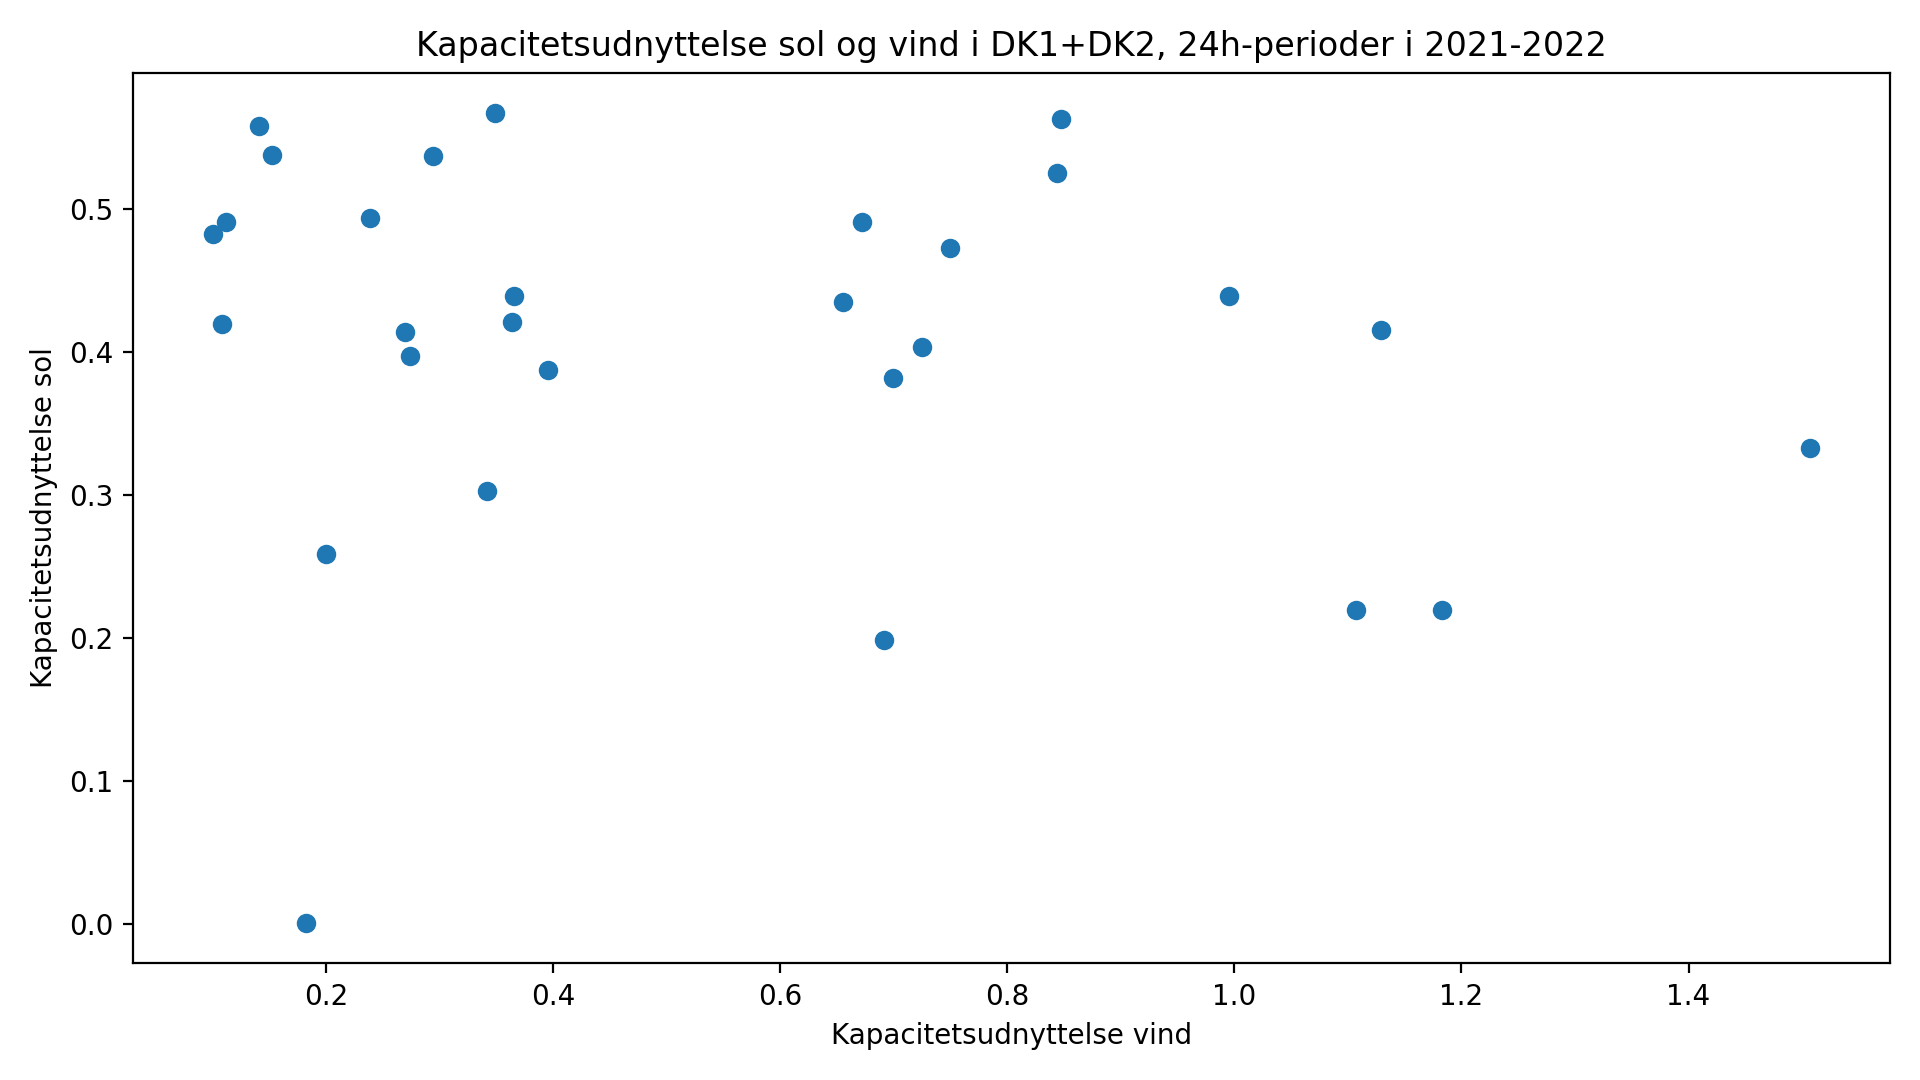 Kapacitetsudnyttelse sol og vind i DK1+DK2, 24h-perioder i 2021-2022
Kapacitetsudnyttelse sol
0.5
0.4
0.3
0.2
0.1
0.0
0.2 0.4 0.6 0.8 1.0 1.2 1.4
Kapacitetsudnyttelse vind